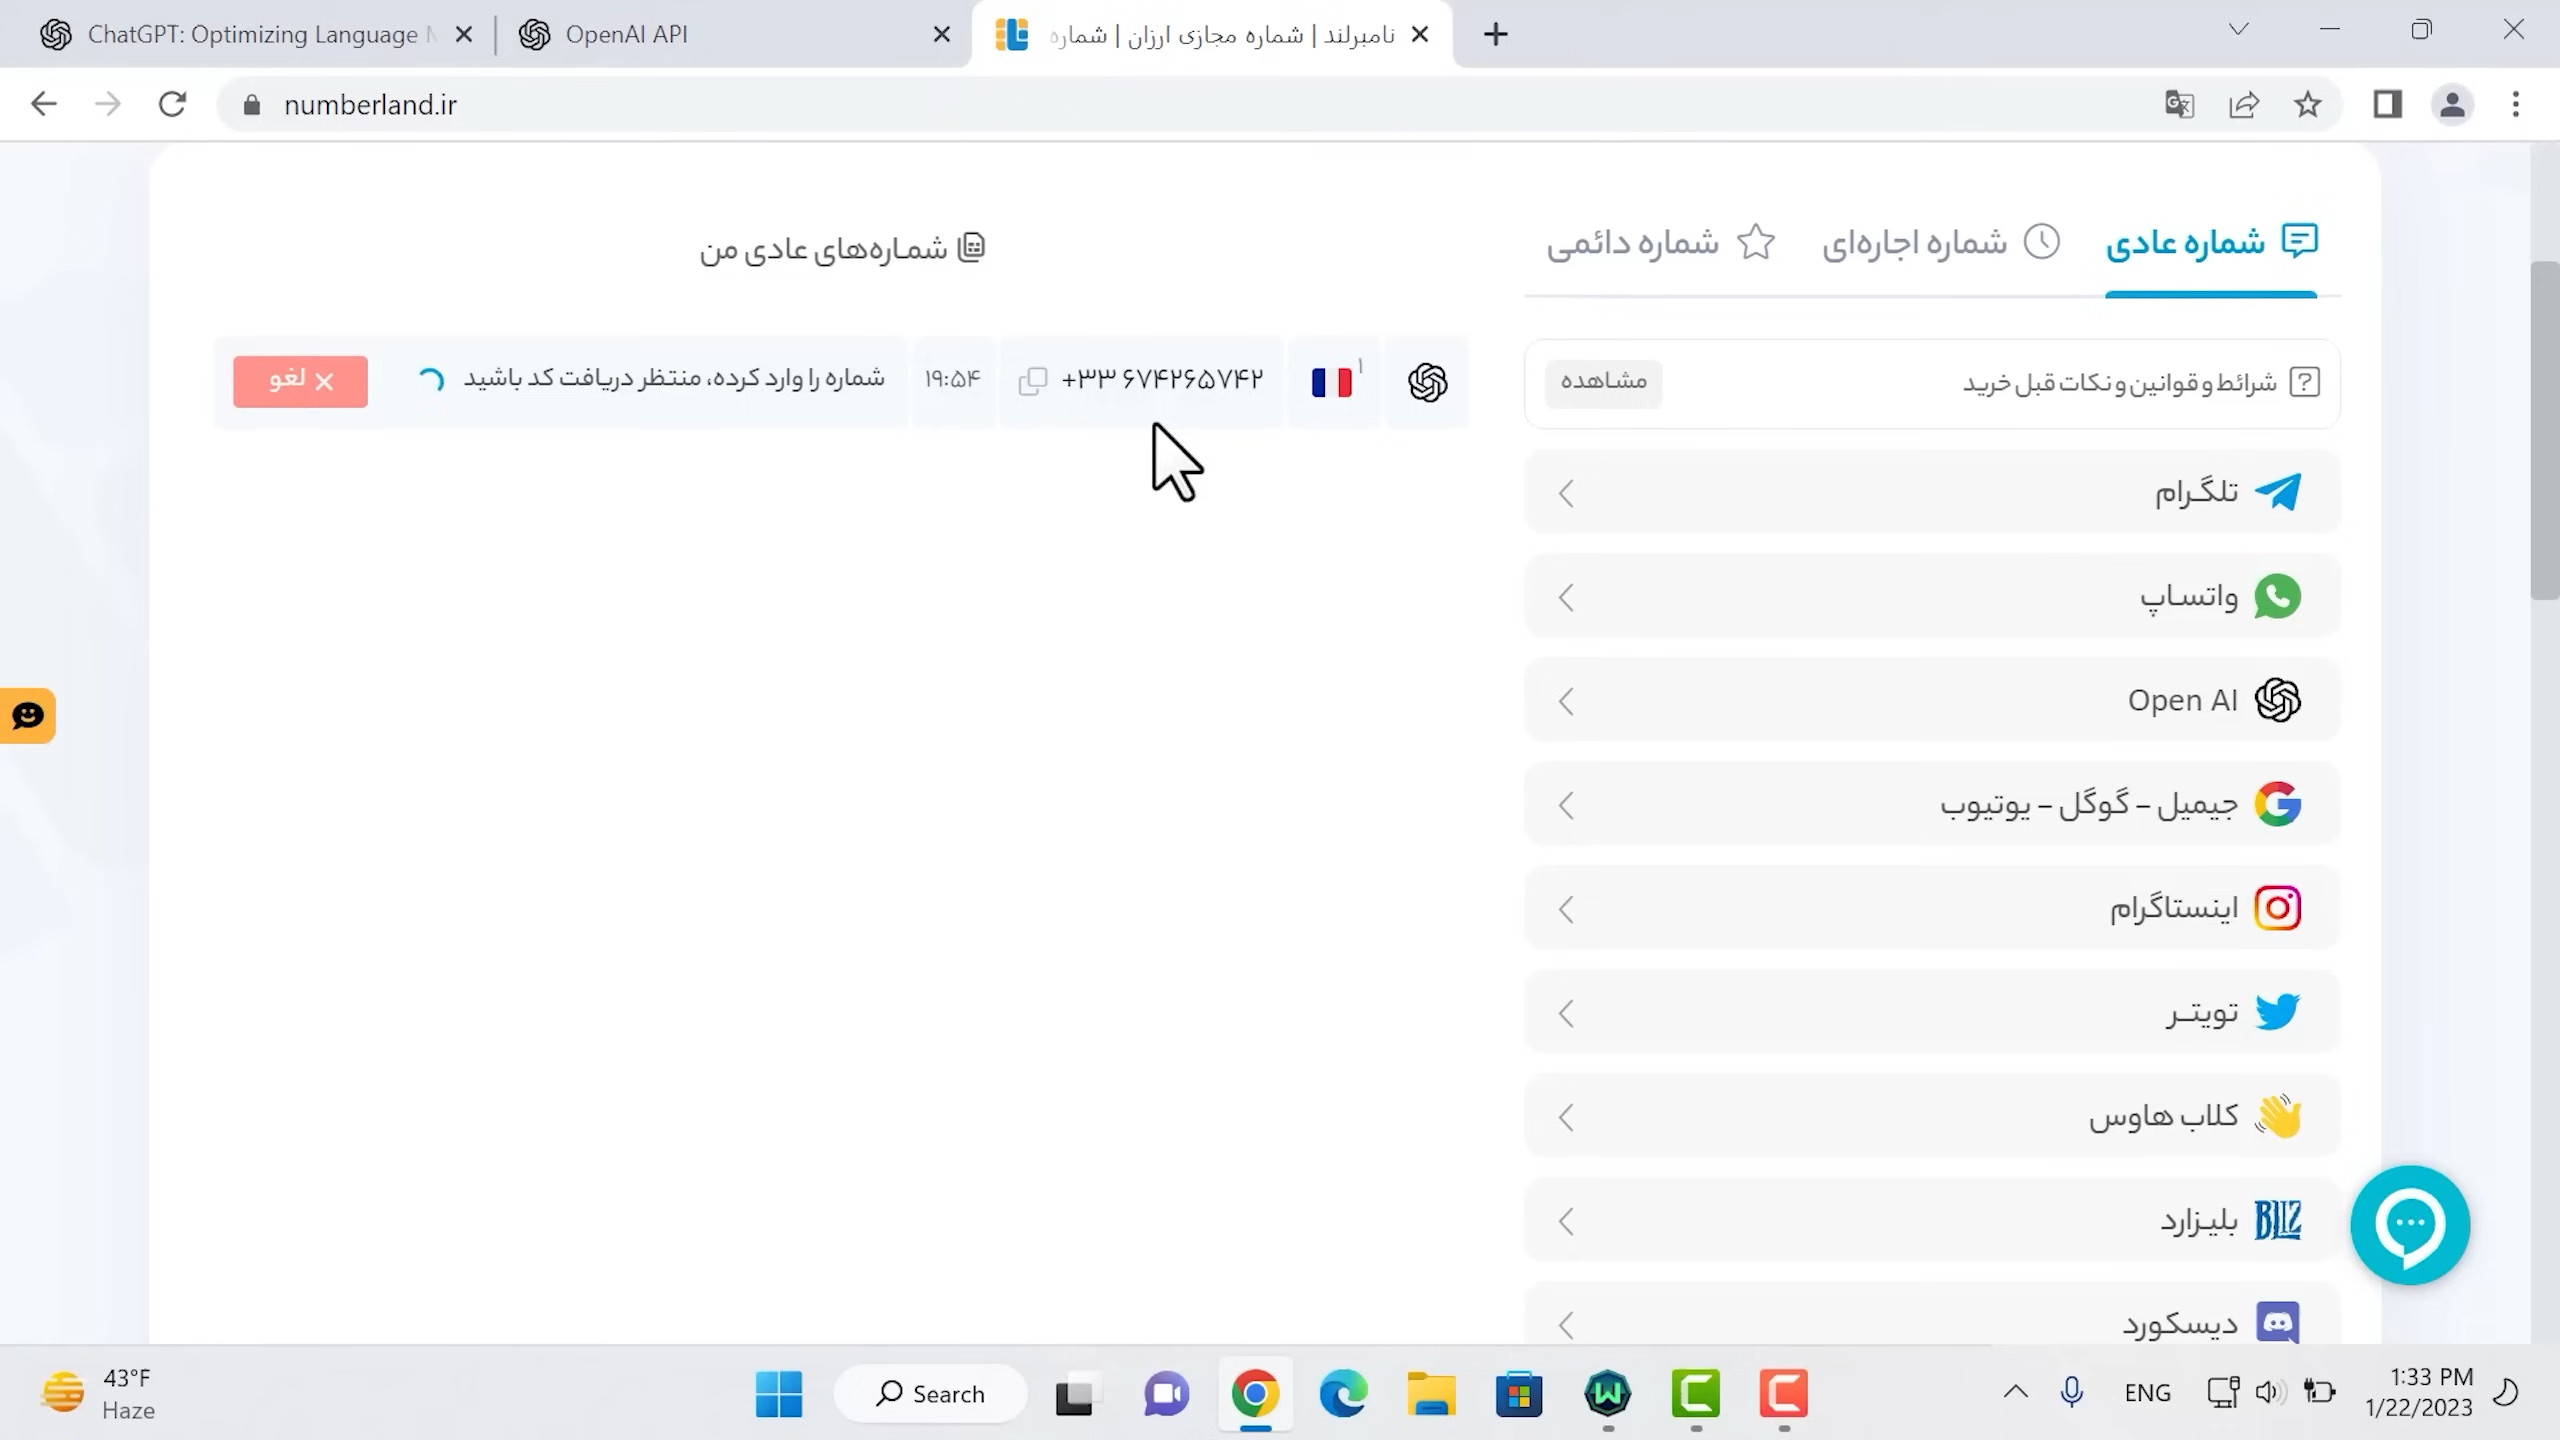 ChatGPT: Optimizing Language M
OpenAI API
نامبرلند | شماره مجازی ارزان | شماره
numberland.ir
شماره عادی
شماره اجاره‌ای
شماره دائمی
شماره‌های عادی من
شرائط و قوانین و نکات قبل خرید
مشاهده
۱
+۳۳ ۶۷۴۲۶۵۷۴۲
۱۹:۵۴
شماره را وارد کرده، منتظر دریافت کد باشید
لغو
تلگرام
واتساپ
Open AI
جیمیل - گوگل - یوتیوب
اینستاگرام
تویتر
کلاب هاوس
BLIZ
بلیزارد
دیسکورد
43°F
Haze
Search
ENG
1:33 PM
1/22/2023